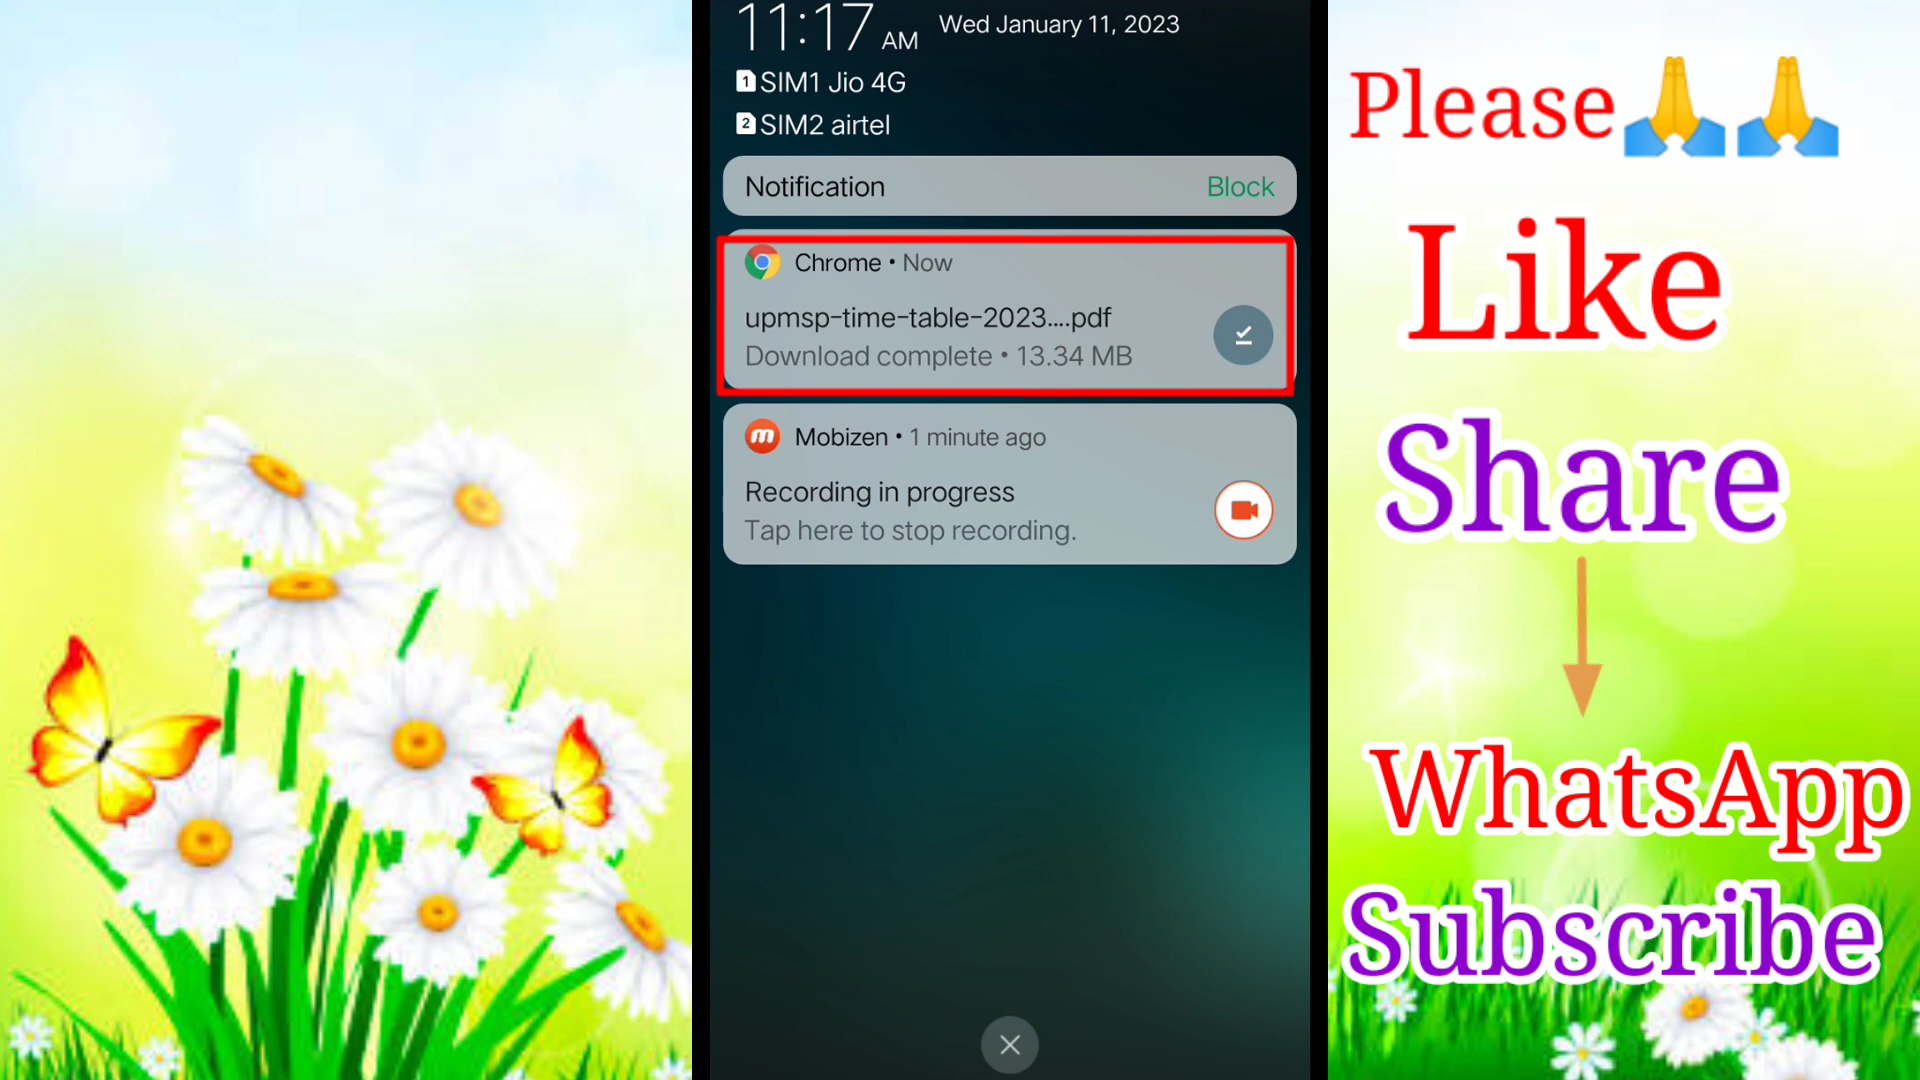 11:17 AM Wed January 11, 2023
1 SIM1 Jio 4G
2 SIM2 airtel
Notification Block
Chrome • Now
upmsp-time-table-2023....pdf
Download complete • 13.34 MB
m Mobizen • 1 minute ago
Recording in progress
Tap here to stop recording.
Please🙏🙏
Like
Share
WhatsApp
Subscribe